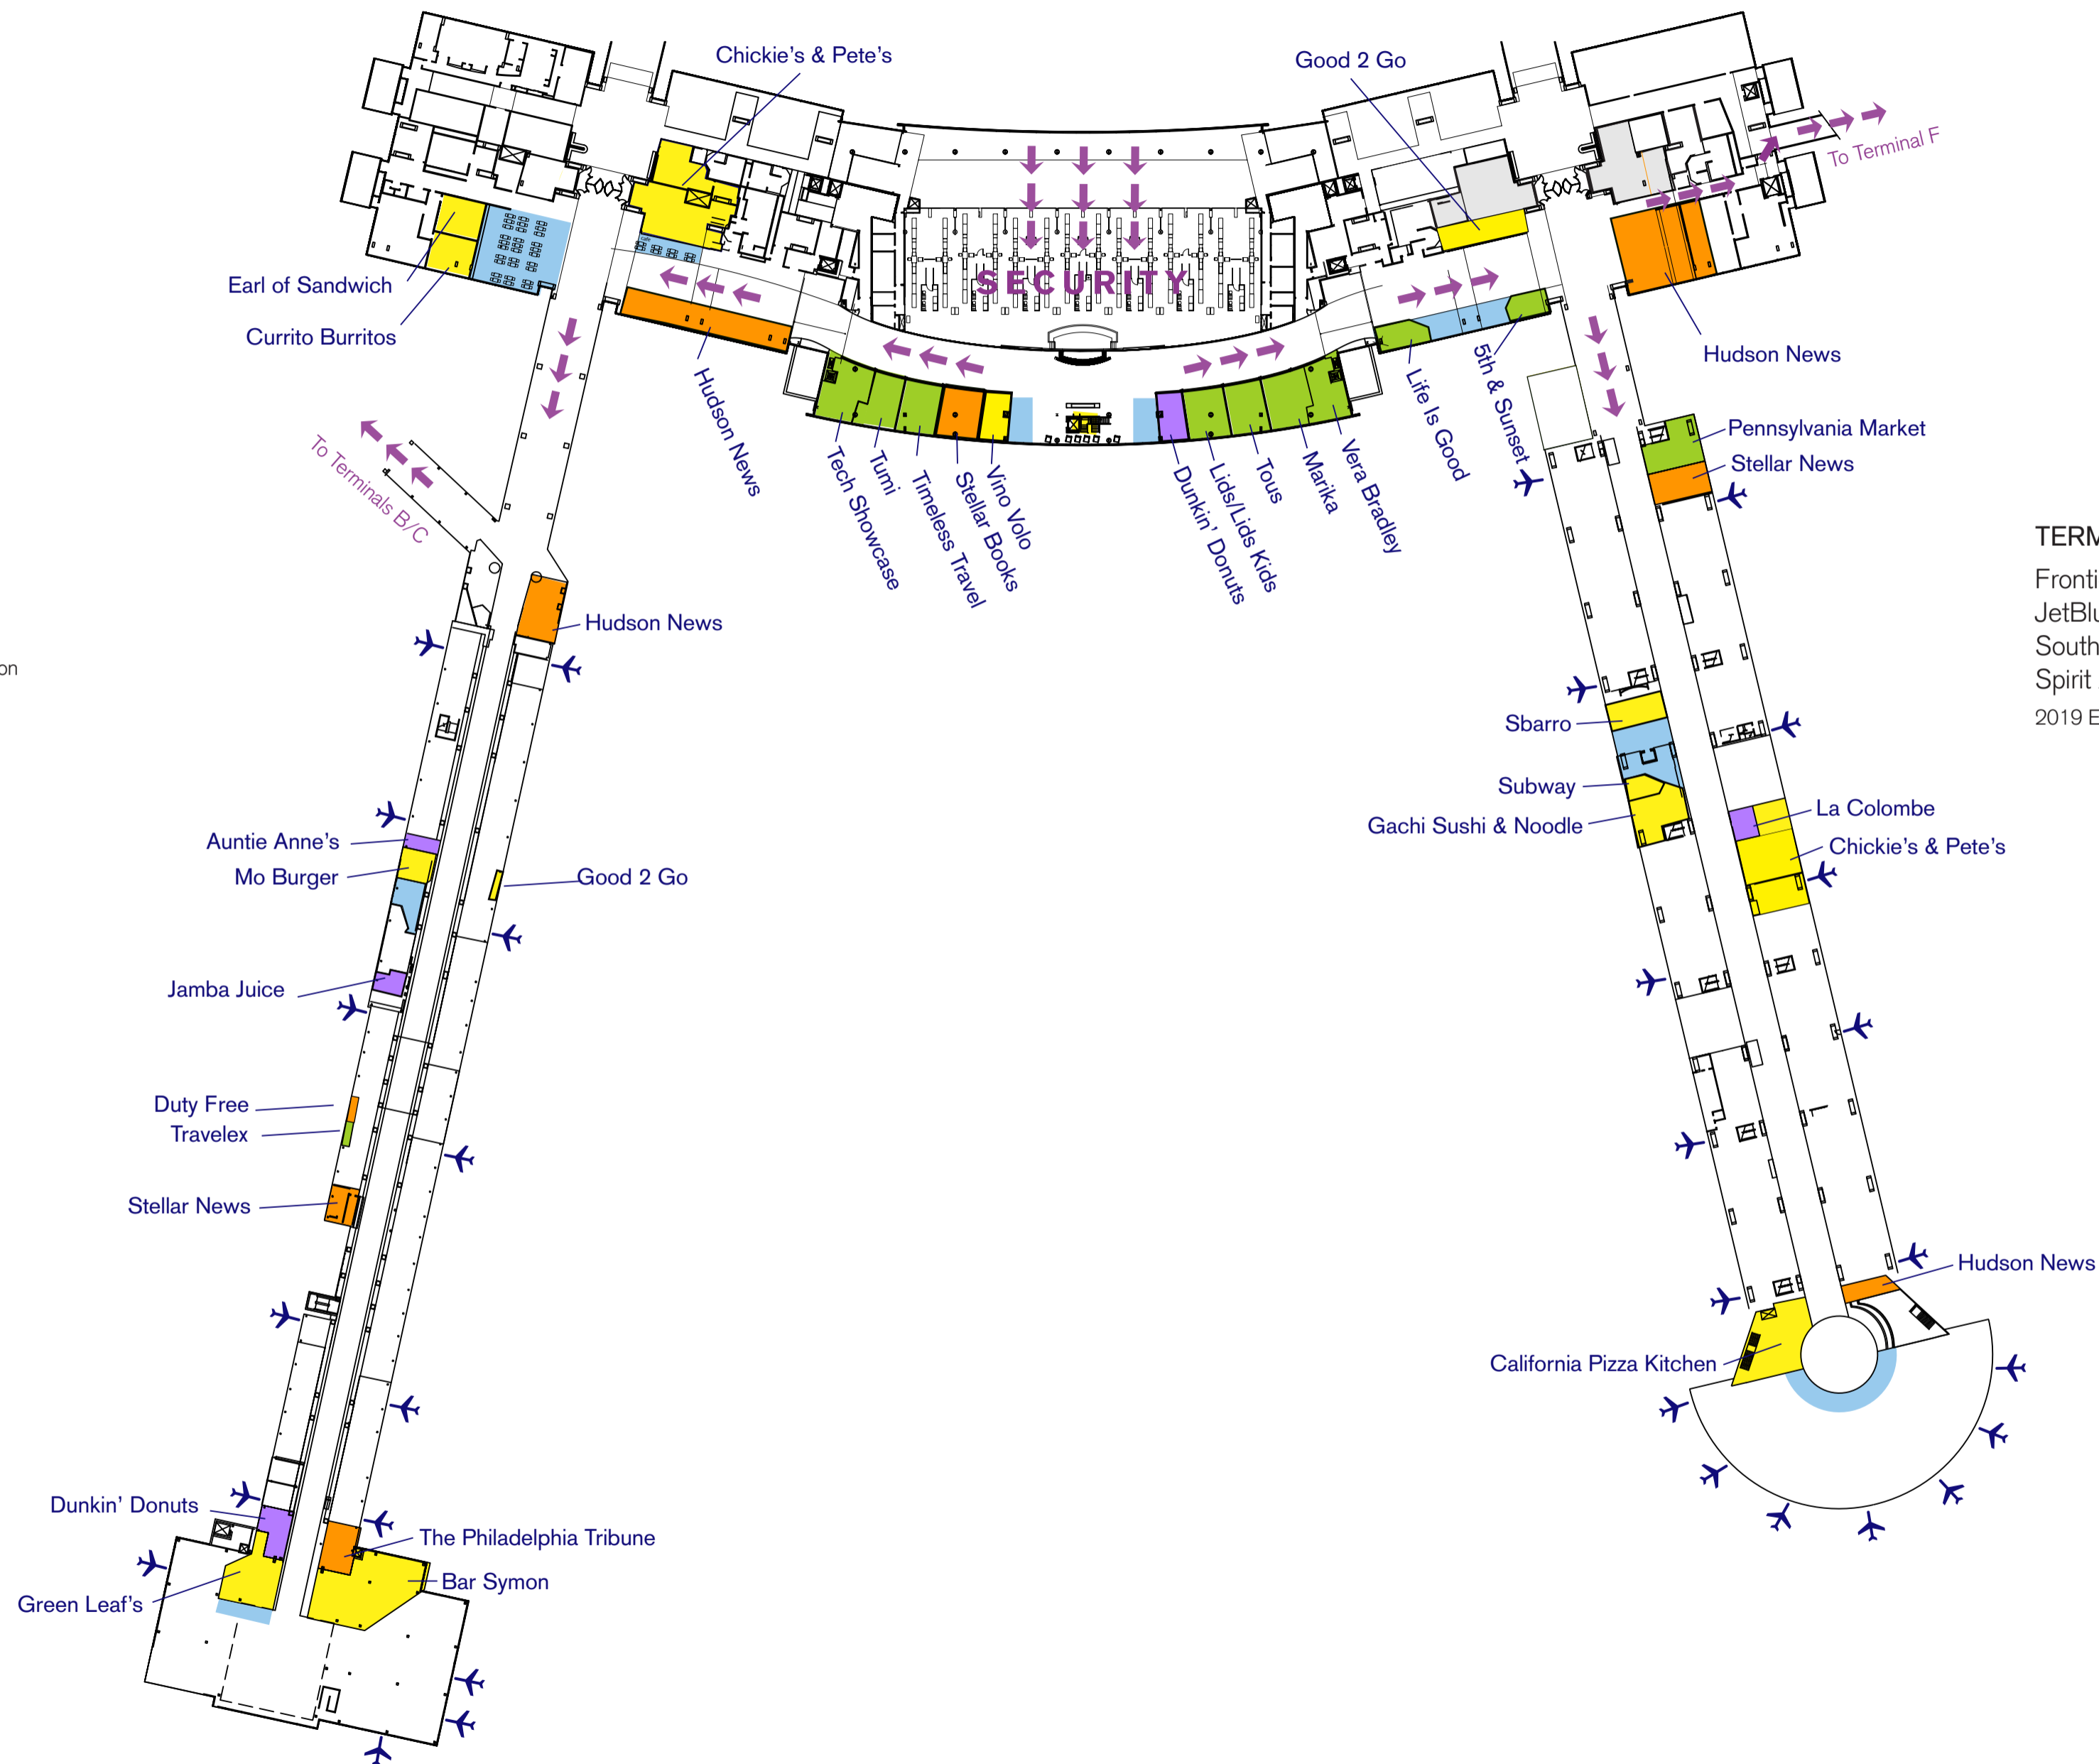 Chickie's & Pete's
Good 2 Go
To Terminal F
Earl of Sandwich
Currito Burritos
SECURITY
cafe
Hudson News
Hudson News
Tech Showcase
Tumi
Timeless Travel
Stellar Books
Vino Volo
Dunkin' Donuts
Lids/Lids Kids
Tous
Marika
Vera Bradley
Life Is Good
5th & Sunset
Pennsylvania Market
Stellar News
To Terminals B/C
TERM
Fronti
JetBlu
South
Spirit
2019 E
on
Hudson News
Sbarro
Subway
Gachi Sushi & Noodle
La Colombe
Chickie's & Pete's
Auntie Anne's
Mo Burger
Good 2 Go
Jamba Juice
Duty Free
Travelex
Stellar News
Hudson News
California Pizza Kitchen
Dunkin' Donuts
The Philadelphia Tribune
Bar Symon
Green Leaf's